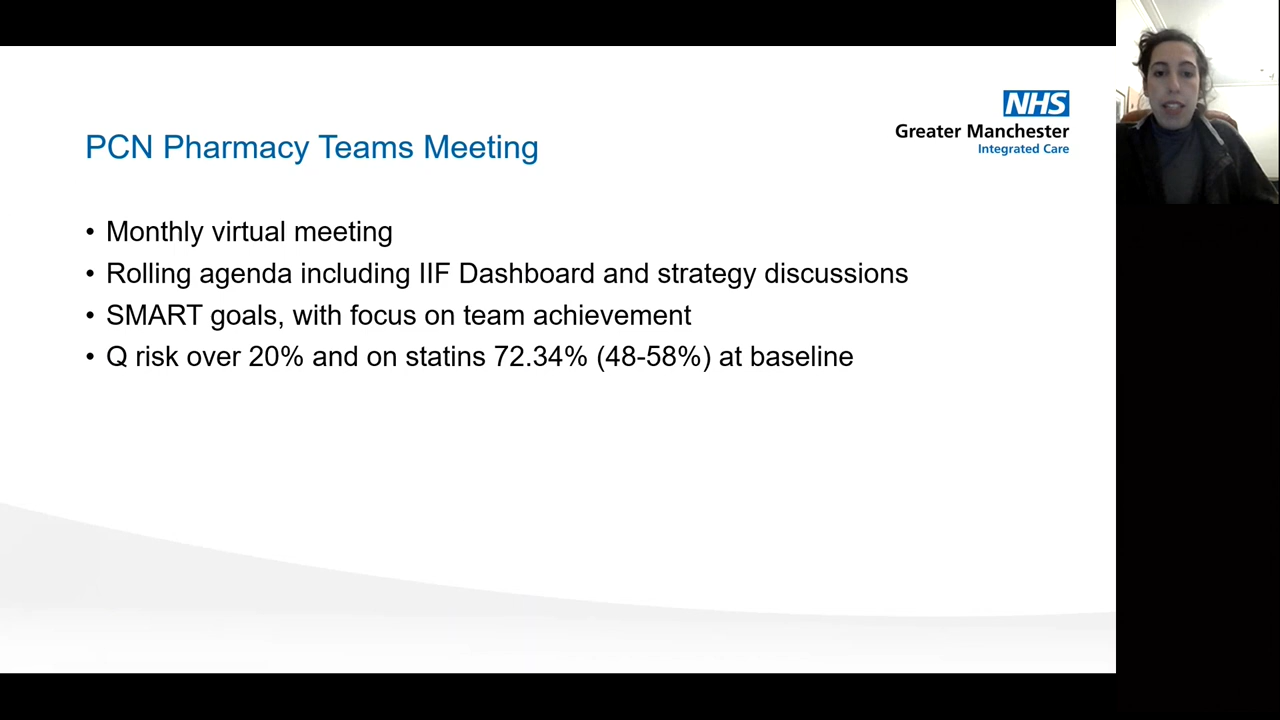 NHS
Greater Manchester
Integrated Care
PCN Pharmacy Teams Meeting
• Monthly virtual meeting
• Rolling agenda including IIF Dashboard and strategy discussions
• SMART goals, with focus on team achievement
• Q risk over 20% and on statins 72.34% (48-58%) at baseline